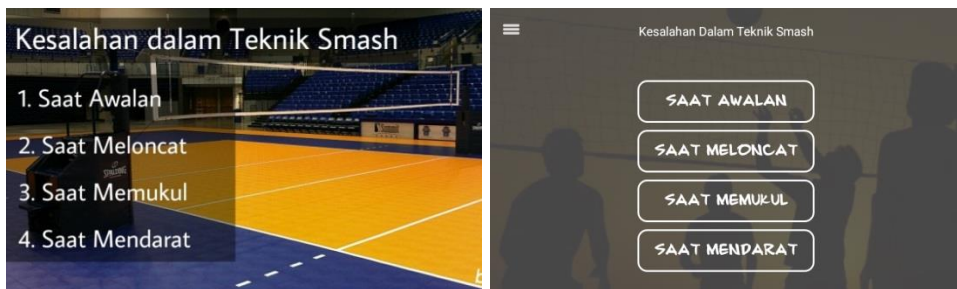 Kesalahan dalam Teknik Smash
1. Saat Awalan
2. Saat Meloncat
3. Saat Memukul
4. Saat Mendarat
SPALDING
Kesalahan Dalam Teknik Smash
SAAT AWALAN
SAAT MELONCAT
SAAT MEMUKUL
SAAT MENDARAT